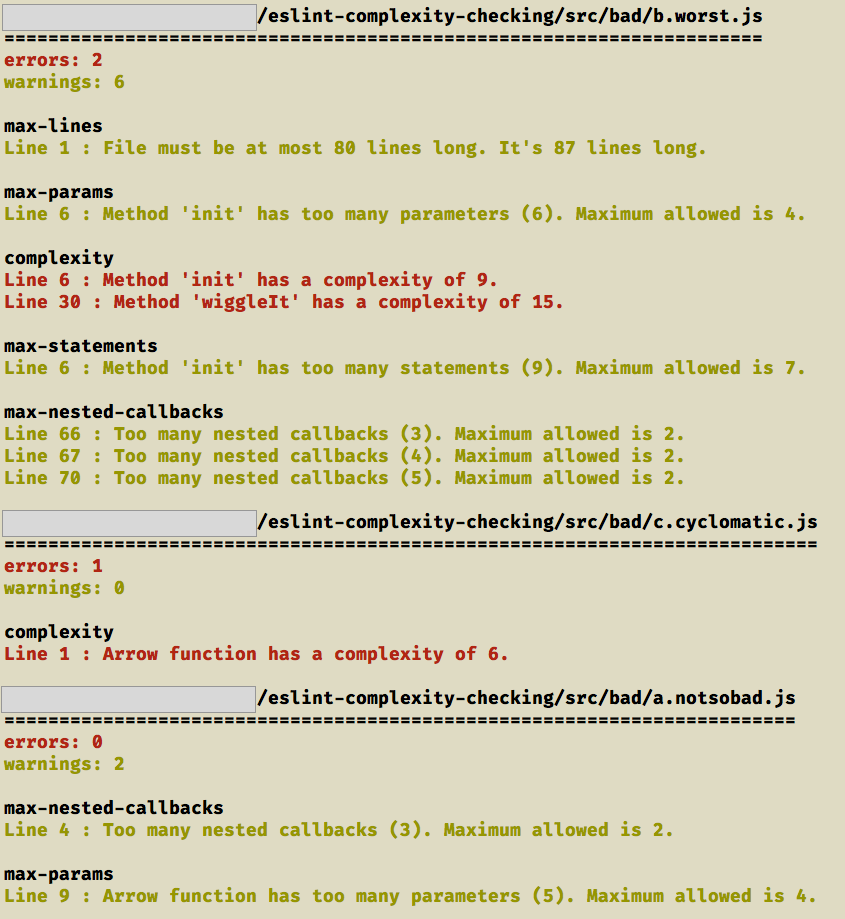 /eslint-complexity-checking/src/bad/b.worst.js
=====================================================================
errors: 2
warnings: 6
max-lines
Line 1 : File must be at most 80 lines long. It's 87 lines long.
max-params
Line 6 : Method 'init' has too many parameters (6). Maximum allowed is 4.
complexity
Line 6 : Method 'init' has a complexity of 9.
Line 30 : Method 'wiggleIt' has a complexity of 15.
max-statements
Line 6 : Method 'init' has too many statements (9). Maximum allowed is 7.
max-nested-callbacks
Line 66 : Too many nested callbacks (3). Maximum allowed is 2.
Line 67 : Too many nested callbacks (4). Maximum allowed is 2.
Line 70 : Too many nested callbacks (5). Maximum allowed is 2.
/eslint-complexity-checking/src/bad/c.cyclomatic.js
==========================================================================
errors: 1
warnings: 0
complexity
Line 1 : Arrow function has a complexity of 6.
/eslint-complexity-checking/src/bad/a.notsobad.js
========================================================================
errors: 0
warnings: 2
max-nested-callbacks
Line 4 : Too many nested callbacks (3). Maximum allowed is 2.
max-params
Line 9 : Arrow function has too many parameters (5). Maximum allowed is 4.